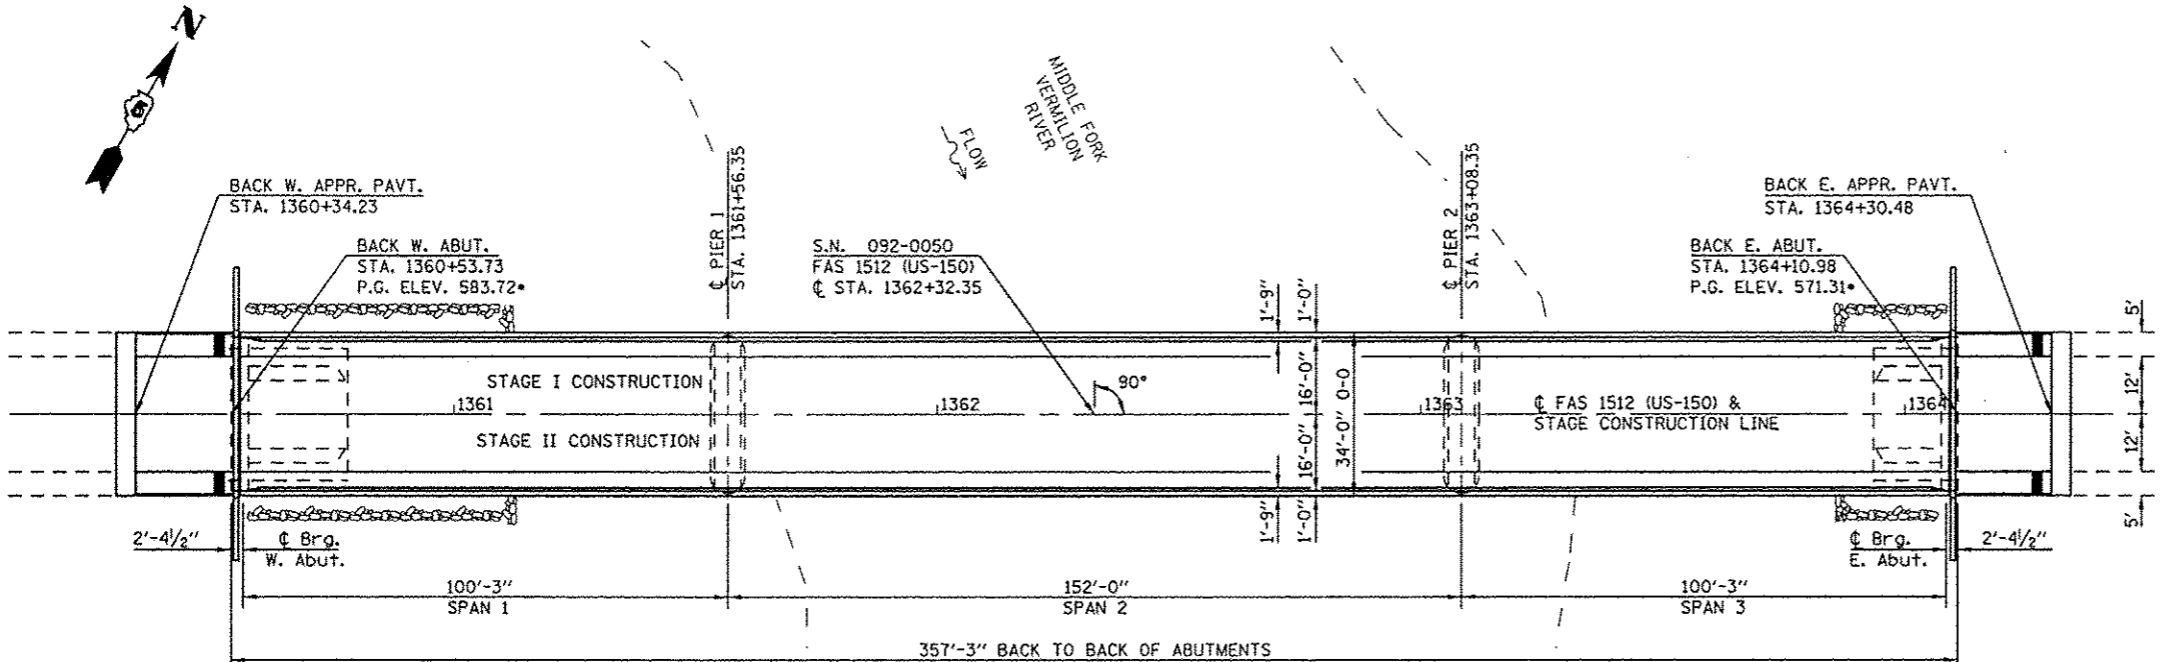 N
BACK W. APPR. PAVT.
STA. 1360+34.23
BACK W. ABUT.
STA. 1360+53.73
P.G. ELEV. 583.72*
℄ PIER 1
STA. 1361+56.35
FLOW
MIDDLE FORK
VERMILION
RIVER
S.N. 092-0050
FAS 1512 (US-150)
℄ STA. 1362+32.35
℄ PIER 2
STA. 1363+08.35
BACK E. APPR. PAVT.
STA. 1364+30.48
BACK E. ABUT.
STA. 1364+10.98
P.G. ELEV. 571.31*
1'-9"
1'-0"
5'
STAGE I CONSTRUCTION
90°
16'-0"
12'
1361
1362
34'-0" O-O
1363
℄ FAS 1512 (US-150) &
STAGE CONSTRUCTION LINE
1364
STAGE II CONSTRUCTION
16'-0"
12'
1'-9"
1'-0"
5'
2'-4½"
℄ Brg.
W. Abut.
℄ Brg.
E. Abut.
2'-4½"
100'-3"
SPAN 1
152'-0"
SPAN 2
100'-3"
SPAN 3
357'-3" BACK TO BACK OF ABUTMENTS